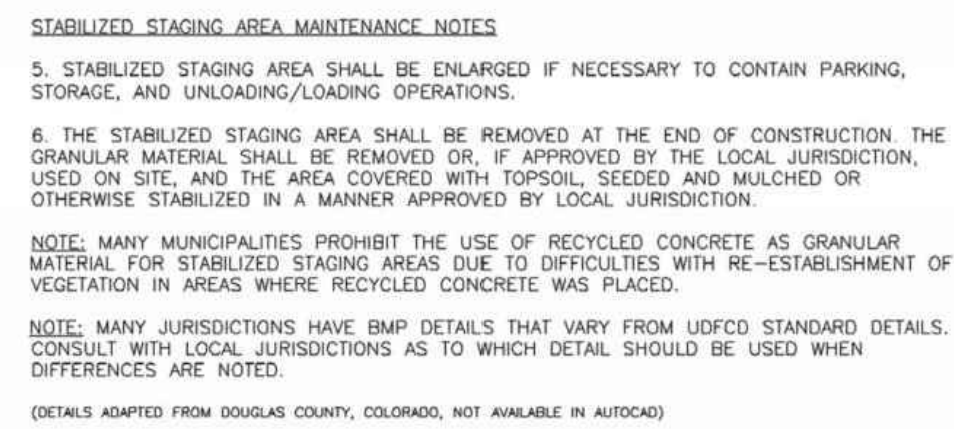 STABILIZED STAGING AREA MAINTENANCE NOTES
5. STABILIZED STAGING AREA SHALL BE ENLARGED IF NECESSARY TO CONTAIN PARKING,
STORAGE, AND UNLOADING/LOADING OPERATIONS.
6. THE STABILIZED STAGING AREA SHALL BE REMOVED AT THE END OF CONSTRUCTION. THE
GRANULAR MATERIAL SHALL BE REMOVED OR, IF APPROVED BY THE LOCAL JURISDICTION,
USED ON SITE, AND THE AREA COVERED WITH TOPSOIL, SEEDED AND MULCHED OR
OTHERWISE STABILIZED IN A MANNER APPROVED BY LOCAL JURISDICTION.
NOTE: MANY MUNICIPALITIES PROHIBIT THE USE OF RECYCLED CONCRETE AS GRANULAR
MATERIAL FOR STABILIZED STAGING AREAS DUE TO DIFFICULTIES WITH RE-ESTABLISHMENT OF
VEGETATION IN AREAS WHERE RECYCLED CONCRETE WAS PLACED.
NOTE: MANY JURISDICTIONS HAVE BMP DETAILS THAT VARY FROM UDFCD STANDARD DETAILS.
CONSULT WITH LOCAL JURISDICTIONS AS TO WHICH DETAIL SHOULD BE USED WHEN
DIFFERENCES ARE NOTED.
(DETAILS ADAPTED FROM DOUGLAS COUNTY, COLORADO, NOT AVAILABLE IN AUTOCAD)